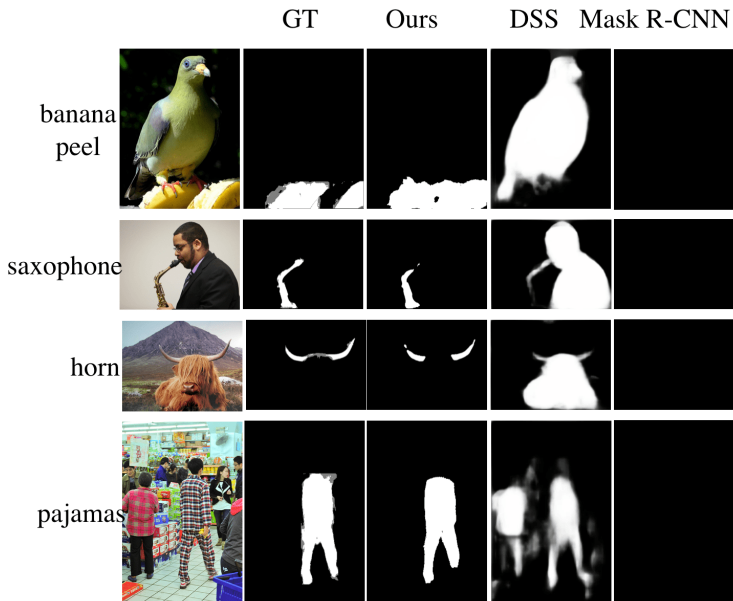 GT Ours DSS Mask R-CNN
banana
peel
saxophone
horn
pajamas